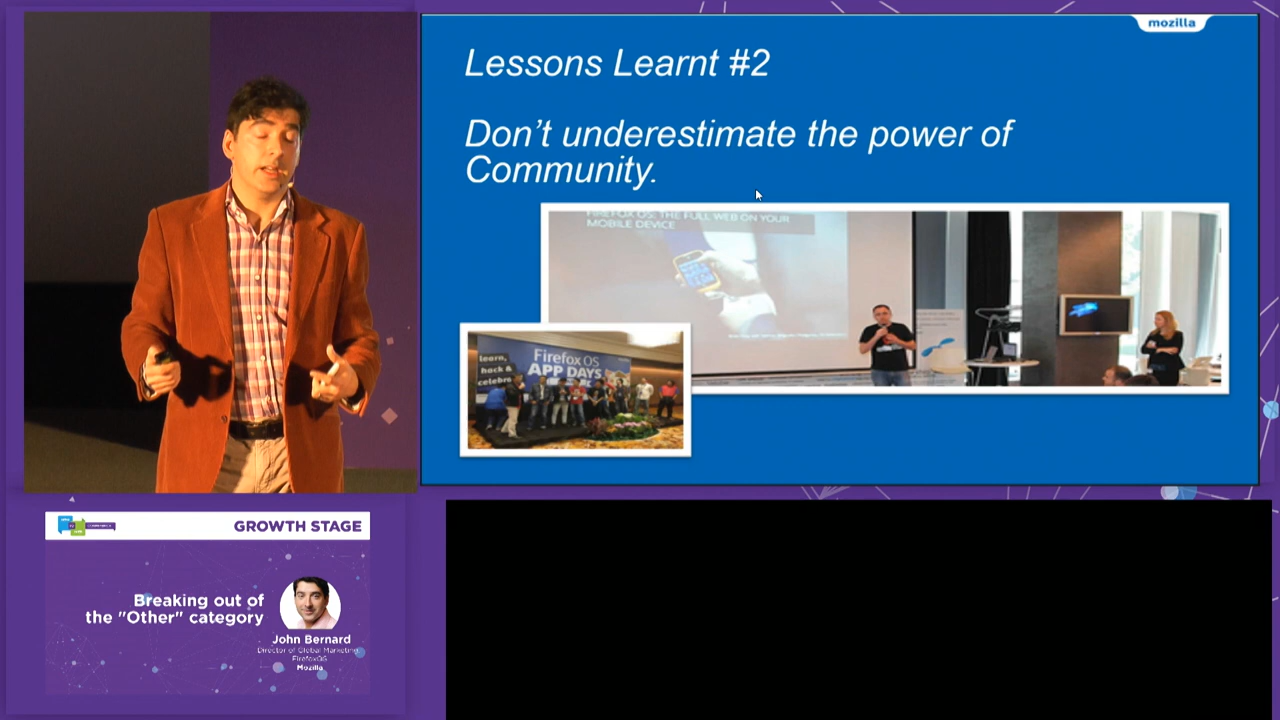 mozilla
Lessons Learnt #2
Don't underestimate the power of
Community.
FIREFOX OS: THE FULL WEB ON YOUR
MOBILE DEVICE
learn,
hack &
celebra
Firefox OS
APP DAYS
GROWTH STAGE
Breaking out of
the "Other" category
John Bernard
Director of Global Marketing,
FirefoxOS
Mozilla